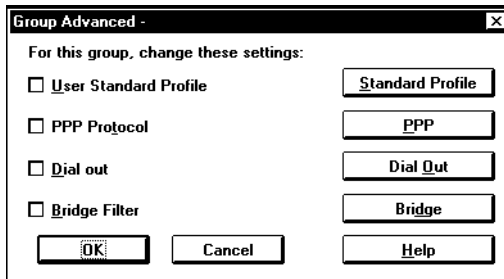 Group Advanced -
For this group, change these settings:
User Standard Profile
Standard Profile
PPP Protocol
PPP
Dial out
Dial Out
Bridge Filter
Bridge
OK
Cancel
Help